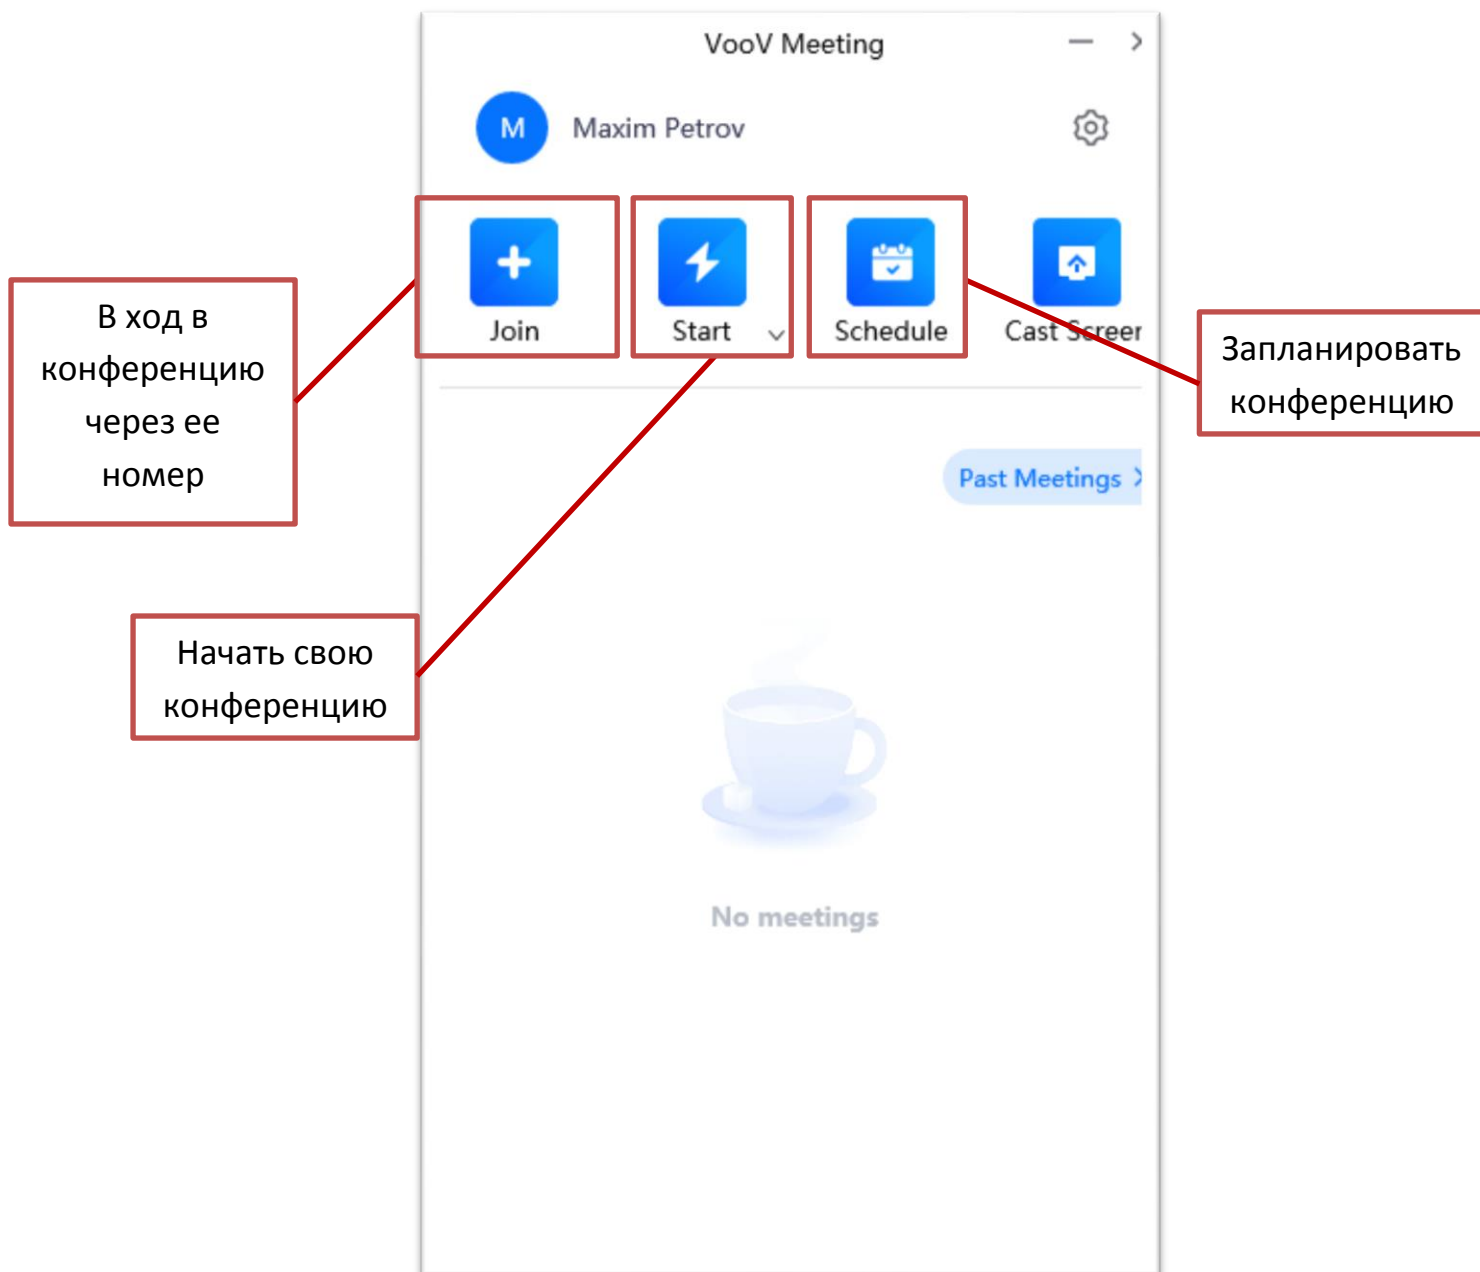 VooV Meeting
M
Maxim Petrov
Join
Start
Schedule
Cast Screen
В ход в
конференцию
через ее
номер
Запланировать
конференцию
Past Meetings
Начать свою
конференцию
No meetings